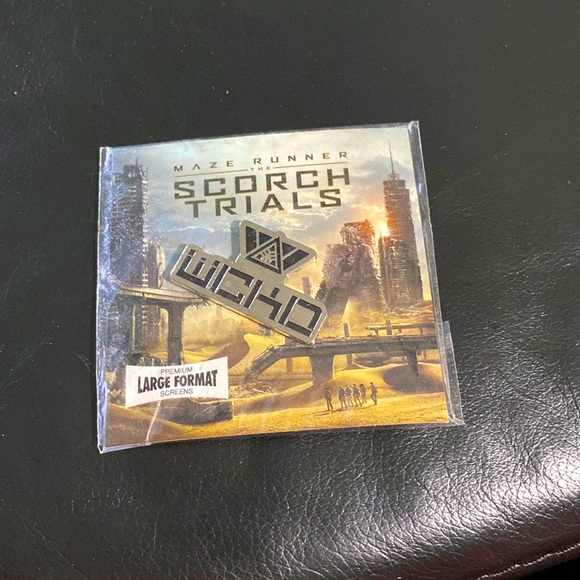 MAZE RUNNER
THE
SCORCH
TRIALS
WCKD
PREMIUM
LARGE FORMAT
SCREENS